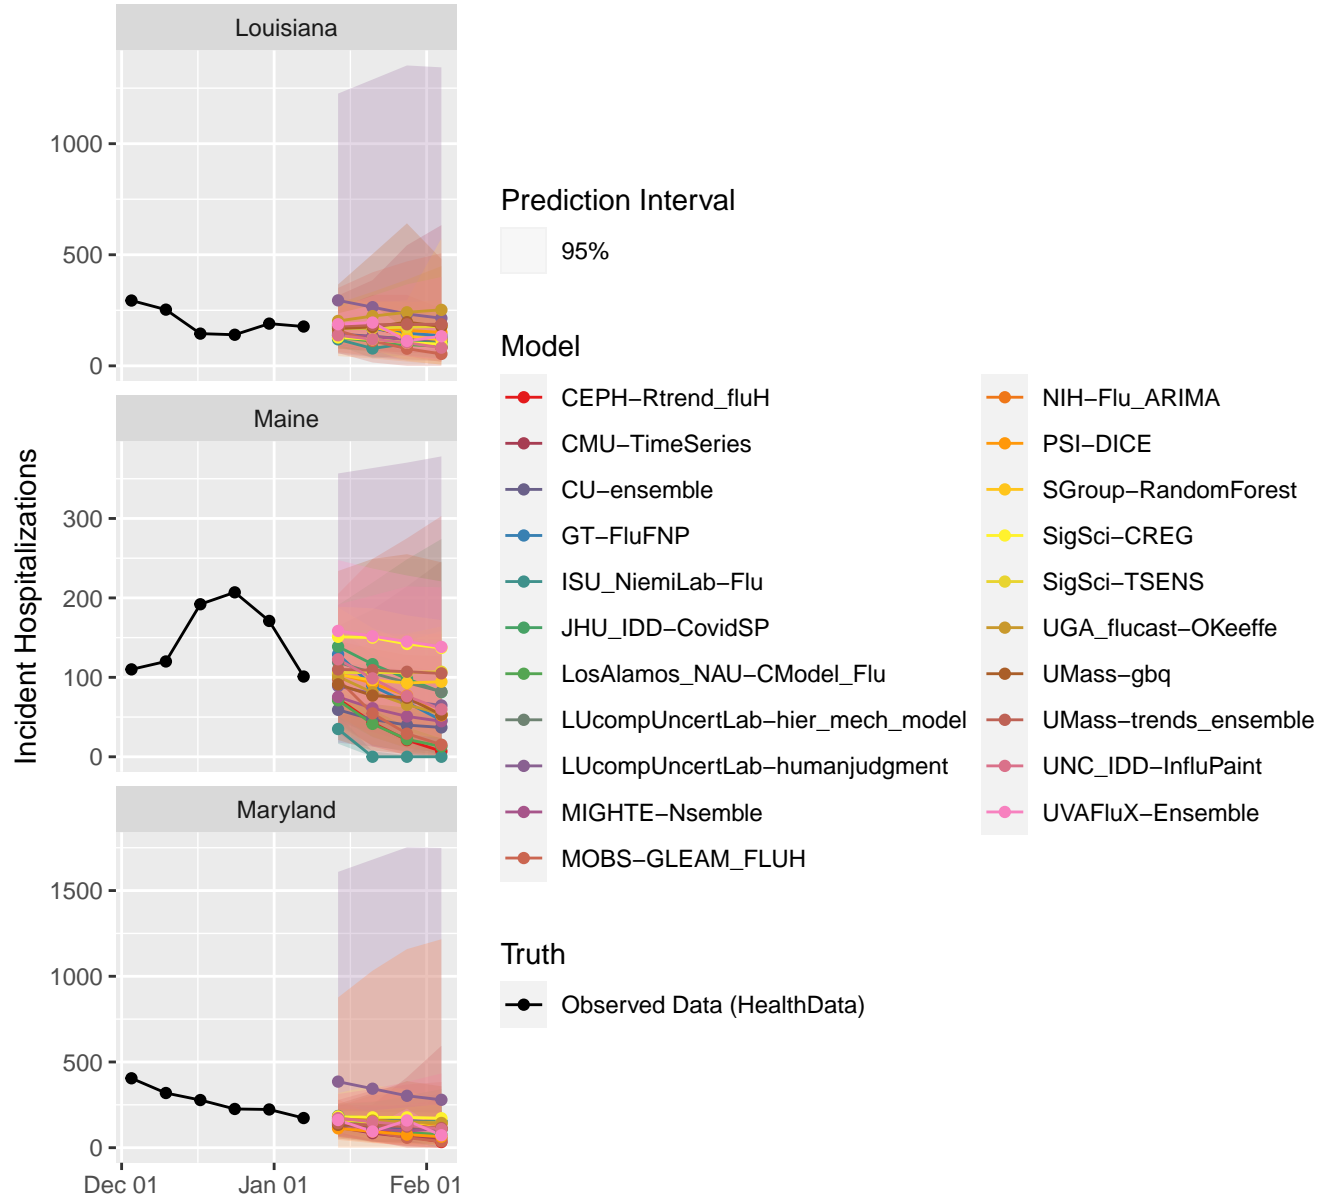 Louisiana
1000
500
0
Maine
300
200
100
0
Maryland
1500
1000
500
0
Dec 01
Jan 01
Feb 01
Incident Hospitalizations
Prediction Interval
95%
Model
CEPH−Rtrend_fluH
CMU−TimeSeries
CU−ensemble
GT−FluFNP
ISU_NiemiLab−Flu
JHU_IDD−CovidSP
LosAlamos_NAU−CModel_Flu
LUcompUncertLab−hier_mech_model
LUcompUncertLab−humanjudgment
MIGHTE−Nsemble
MOBS−GLEAM_FLUH
NIH−Flu_ARIMA
PSI−DICE
SGroup−RandomForest
SigSci−CREG
SigSci−TSENS
UGA_flucast−OKeeffe
UMass−gbq
UMass−trends_ensemble
UNC_IDD−InfluPaint
UVAFluX−Ensemble
Truth
Observed Data (HealthData)